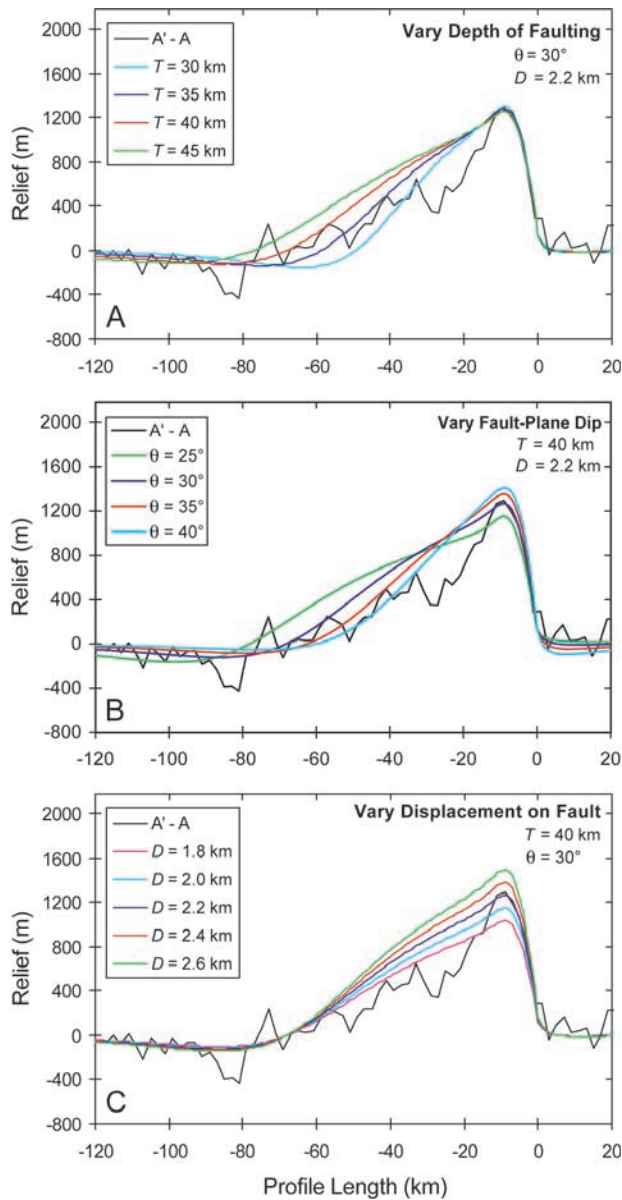 2000
1600
1200
800
400
0
-400
-800
Relief (m)
A' - A
T = 30 km
T = 35 km
T = 40 km
T = 45 km
Vary Depth of Faulting
θ = 30°
D = 2.2 km
A
-120 -100 -80 -60 -40 -20 0 20
2000
1600
1200
800
400
0
-400
-800
Relief (m)
A' - A
θ = 25°
θ = 30°
θ = 35°
θ = 40°
Vary Fault-Plane Dip
T = 40 km
D = 2.2 km
B
-120 -100 -80 -60 -40 -20 0 20
2000
1600
1200
800
400
0
-400
-800
Relief (m)
A' - A
D = 1.8 km
D = 2.0 km
D = 2.2 km
D = 2.4 km
D = 2.6 km
Vary Displacement on Fault
T = 40 km
θ = 30°
C
-120 -100 -80 -60 -40 -20 0 20
Profile Length (km)